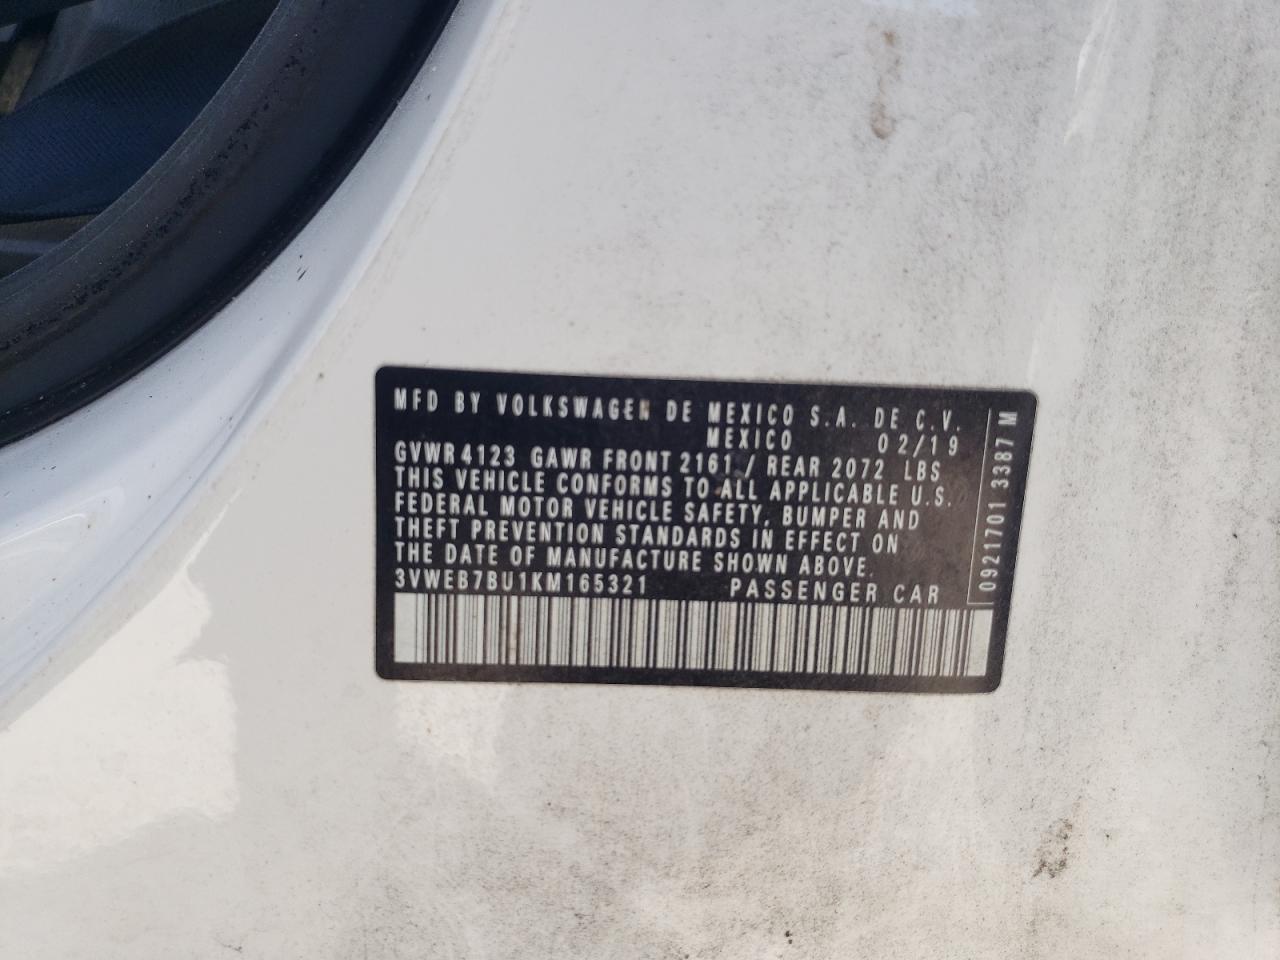 MFD BY VOLKSWAGEN DE MEXICO S.A. DE C.V.
MEXICO 02/19
GVWR 4123 GAWR FRONT 2161 / REAR 2072 LBS
THIS VEHICLE CONFORMS TO ALL APPLICABLE U.S.
FEDERAL MOTOR VEHICLE SAFETY, BUMPER AND
THEFT PREVENTION STANDARDS IN EFFECT ON
THE DATE OF MANUFACTURE SHOWN ABOVE.
3VWEB7BU1KM165321 PASSENGER CAR
0921701 3387 M